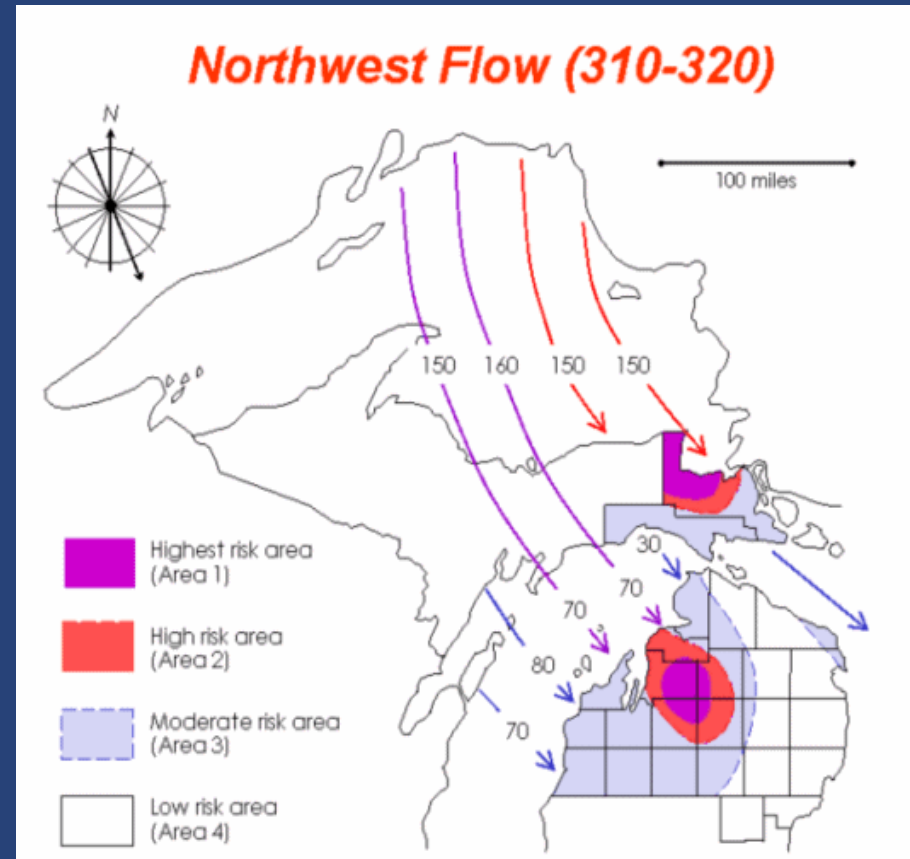 Northwest Flow (310-320)
N
100 miles
150 160 150 150
30
70 70
80
70
Highest risk area
(Area 1)
High risk area
(Area 2)
Moderate risk area
(Area 3)
Low risk area
(Area 4)